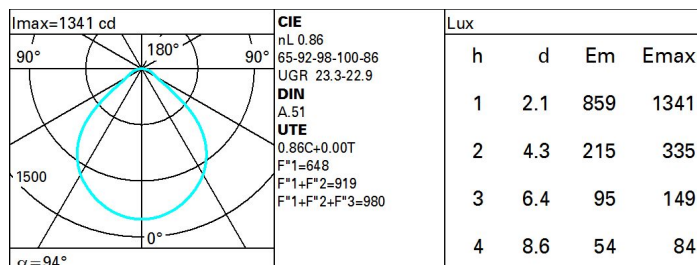 Imax=1341 cd
90° 180° 90°
1500
0°
α=94°
CIE
nL 0.86
65-92-98-100-86
UGR 23.3-22.9
DIN
A.51
UTE
0.86C+0.00T
F"1=648
F"1+F"2=919
F"1+F"2+F"3=980
Lux
h d Em Emax
1 2.1 859 1341
2 4.3 215 335
3 6.4 95 149
4 8.6 54 84